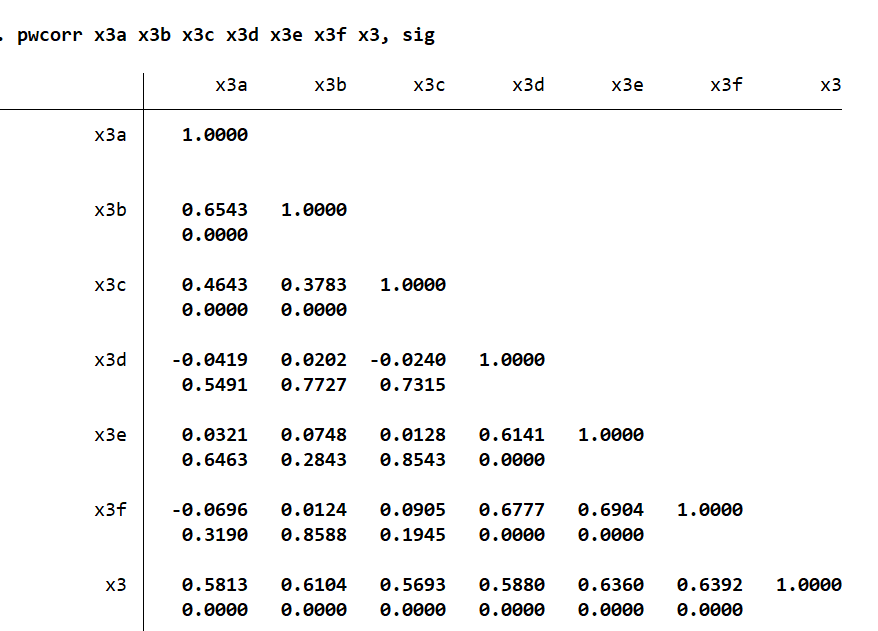 . pwcorr x3a x3b x3c x3d x3e x3f x3, sig
x3a x3b x3c x3d x3e x3f x3
x3a 1.0000
x3b 0.6543 1.0000
0.0000
x3c 0.4643 0.3783 1.0000
0.0000 0.0000
x3d -0.0419 0.0202 -0.0240 1.0000
0.5491 0.7727 0.7315
x3e 0.0321 0.0748 0.0128 0.6141 1.0000
0.6463 0.2843 0.8543 0.0000
x3f -0.0696 0.0124 0.0905 0.6777 0.6904 1.0000
0.3190 0.8588 0.1945 0.0000 0.0000
x3 0.5813 0.6104 0.5693 0.5880 0.6360 0.6392 1.0000
0.0000 0.0000 0.0000 0.0000 0.0000 0.0000